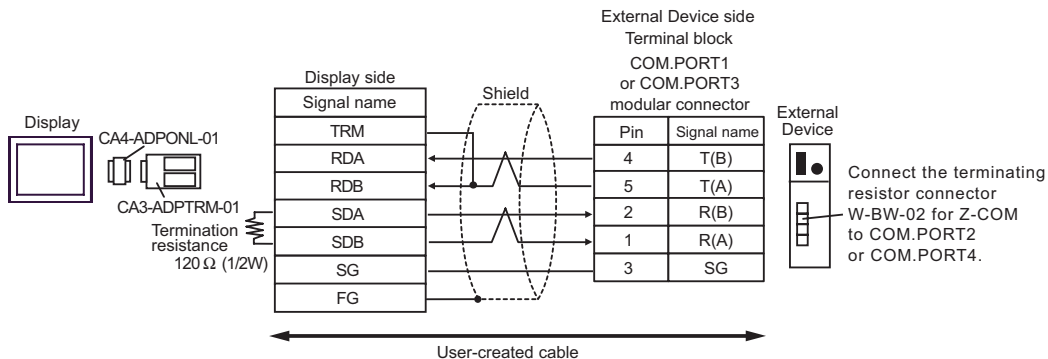 External Device side
Terminal block
COM.PORT1
or COM.PORT3
modular connector
Display side
Shield
Signal name
Display
CA4-ADPONL-01
CA3-ADPTRM-01
Termination
resistance
120 Ω (1/2W)
TRM
RDA
RDB
SDA
SDB
SG
FG
Pin Signal name
4 T(B)
5 T(A)
2 R(B)
1 R(A)
3 SG
External
Device
Connect the terminating
resistor connector
W-BW-02 for Z-COM
to COM.PORT2
or COM.PORT4.
User-created cable